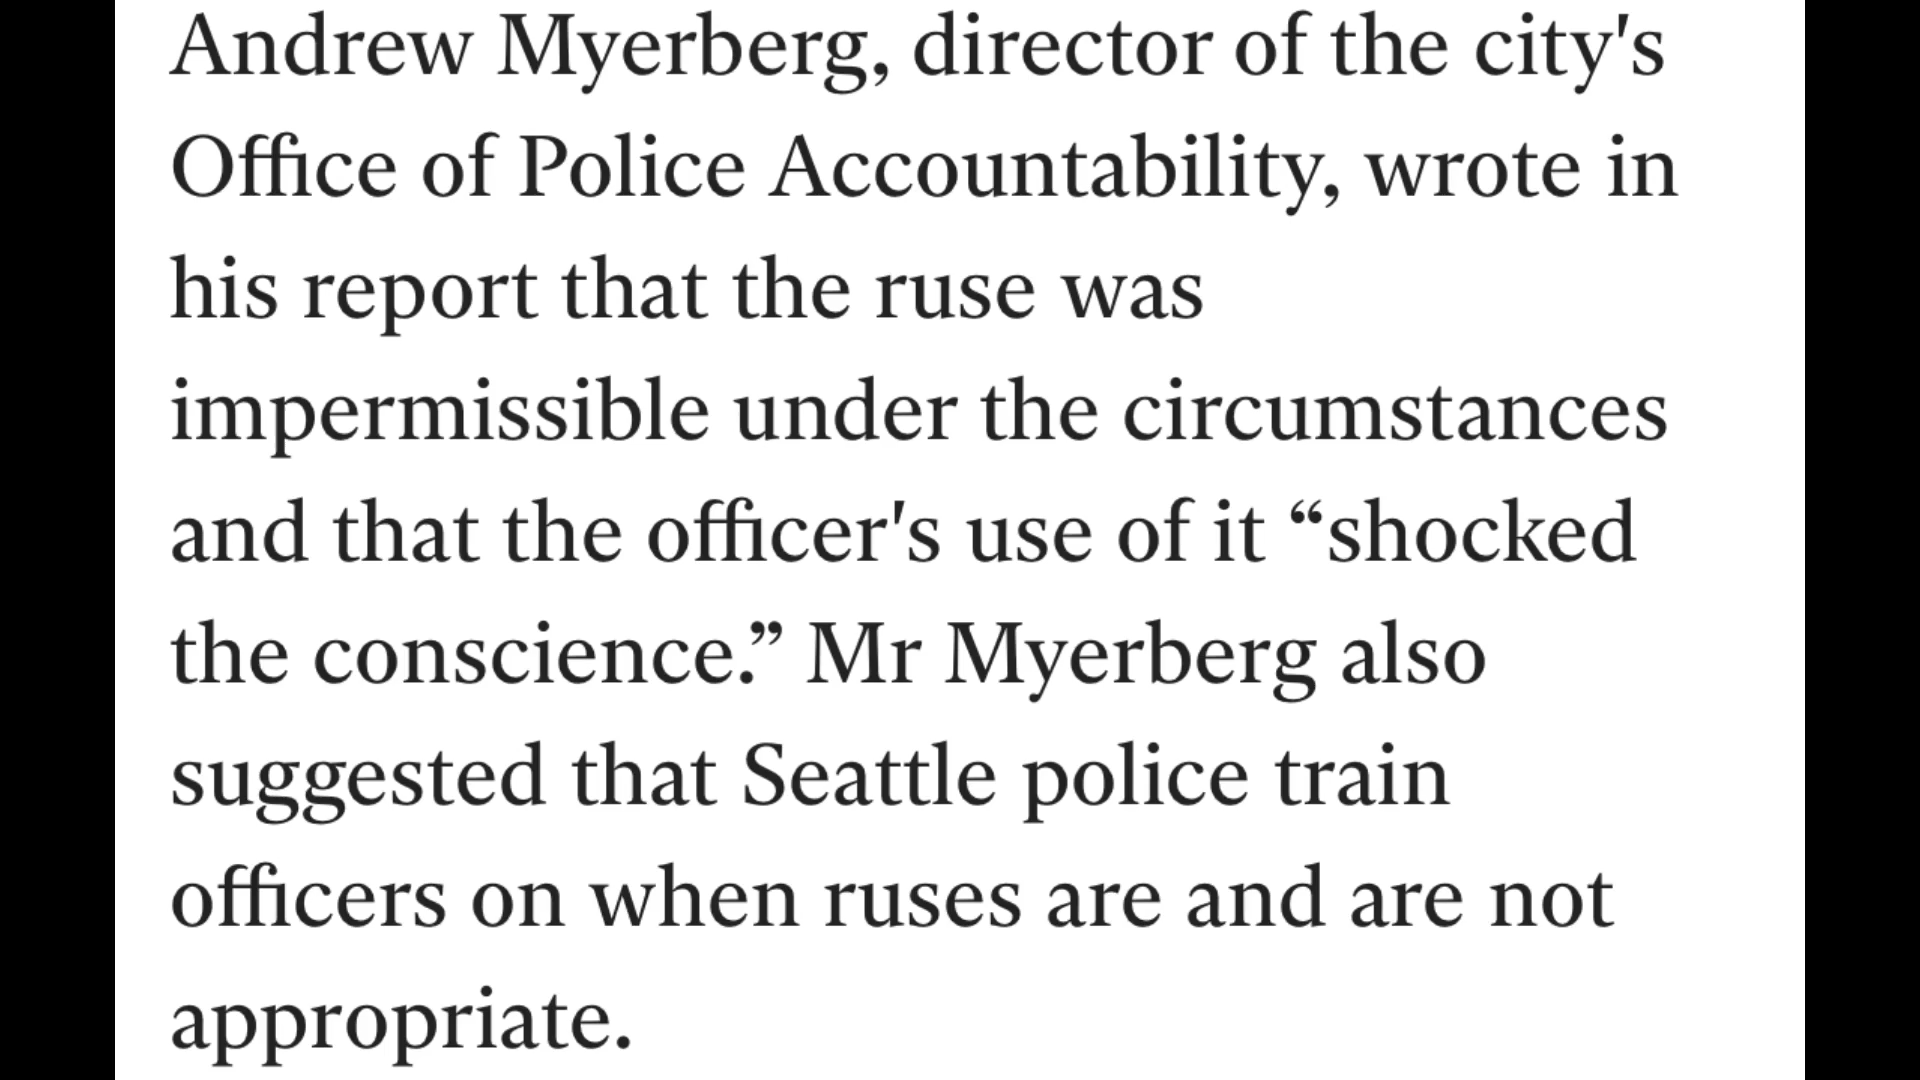 Andrew Myerberg, director of the city's
Office of Police Accountability, wrote in
his report that the ruse was
impermissible under the circumstances
and that the officer's use of it “shocked
the conscience.” Mr Myerberg also
suggested that Seattle police train
officers on when ruses are and are not
appropriate.